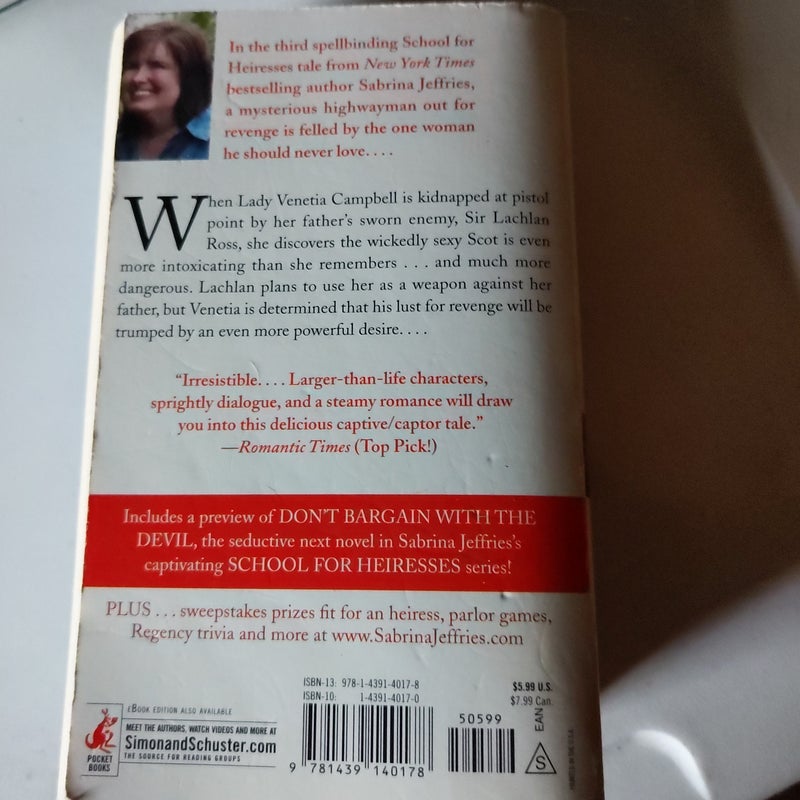 In the third spellbinding School for
Heiresses tale from New York Times
bestselling author Sabrina Jeffries,
a mysterious highwayman out for
revenge is felled by the one woman
he should never love. . . .
When Lady Venetia Campbell is kidnapped at pistol
point by her father's sworn enemy, Sir Lachlan
Ross, she discovers the wickedly sexy Scot is even
more intoxicating than she remembers . . . and much more
dangerous. Lachlan plans to use her as a weapon against her
father, but Venetia is determined that his lust for revenge will be
trumped by an even more powerful desire. . . .
"Irresistible. . . . Larger-than-life characters,
sprightly dialogue, and a steamy romance will draw
you into this delicious captive/captor tale."
—Romantic Times (Top Pick!)
Includes a preview of DON'T BARGAIN WITH THE
DEVIL, the seductive next novel in Sabrina Jeffries's
captivating SCHOOL FOR HEIRESSES series!
PLUS . . . sweepstakes prizes fit for an heiress, parlor games,
Regency trivia and more at www.SabrinaJeffries.com
eBOOK EDITION ALSO AVAILABLE
MEET THE AUTHORS, WATCH VIDEOS AND MORE AT
SimonandSchuster.com
THE SOURCE FOR READING GROUPS
POCKET
BOOKS
ISBN-13: 978-1-4391-4017-8
ISBN-10: 1-4391-4017-0
9 781439 140178
$5.99 U.S.
$7.99 Can.
50599
EAN
S
PRINTED IN THE U.S.A.